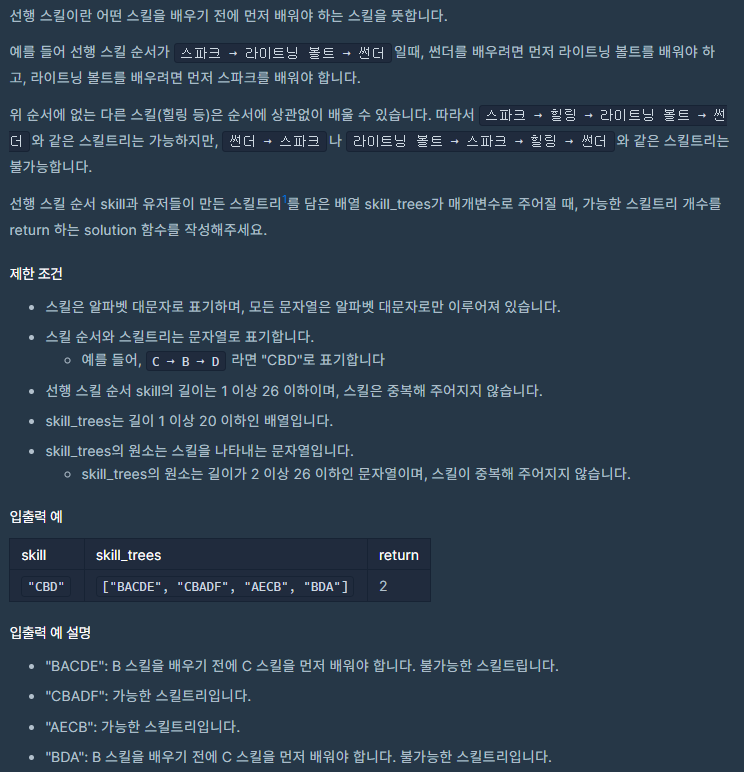 선행 스킬이란 어떤 스킬을 배우기 전에 먼저 배워야 하는 스킬을 뜻합니다.
예를 들어 선행 스킬 순서가 스파크 → 라이트닝 볼트 → 썬더 일때, 썬더를 배우려면 먼저 라이트닝 볼트를 배워야 하
고, 라이트닝 볼트를 배우려면 먼저 스파크를 배워야 합니다.
위 순서에 없는 다른 스킬(힐링 등)은 순서에 상관없이 배울 수 있습니다. 따라서 스파크 → 힐링 → 라이트닝 볼트 → 썬
더 와 같은 스킬트리는 가능하지만, 썬더 → 스파크 나 라이트닝 볼트 → 스파크 → 힐링 → 썬더 와 같은 스킬트리는
불가능합니다.
선행 스킬 순서 skill과 유저들이 만든 스킬트리1를 담은 배열 skill_trees가 매개변수로 주어질 때, 가능한 스킬트리 개수를
return 하는 solution 함수를 작성해주세요.
제한 조건
• 스킬은 알파벳 대문자로 표기하며, 모든 문자열은 알파벳 대문자로만 이루어져 있습니다.
• 스킬 순서와 스킬트리는 문자열로 표기합니다.
◦ 예를 들어, C → B → D 라면 "CBD"로 표기합니다
• 선행 스킬 순서 skill의 길이는 1 이상 26 이하이며, 스킬은 중복해 주어지지 않습니다.
• skill_trees는 길이 1 이상 20 이하인 배열입니다.
• skill_trees의 원소는 스킬을 나타내는 문자열입니다.
◦ skill_trees의 원소는 길이가 2 이상 26 이하인 문자열이며, 스킬이 중복해 주어지지 않습니다.
입출력 예
skill skill_trees return
"CBD" ["BACDE", "CBADF", "AECB", "BDA"] 2
입출력 예 설명
• "BACDE": B 스킬을 배우기 전에 C 스킬을 먼저 배워야 합니다. 불가능한 스킬트립니다.
• "CBADF": 가능한 스킬트리입니다.
• "AECB": 가능한 스킬트리입니다.
• "BDA": B 스킬을 배우기 전에 C 스킬을 먼저 배워야 합니다. 불가능한 스킬트리입니다.